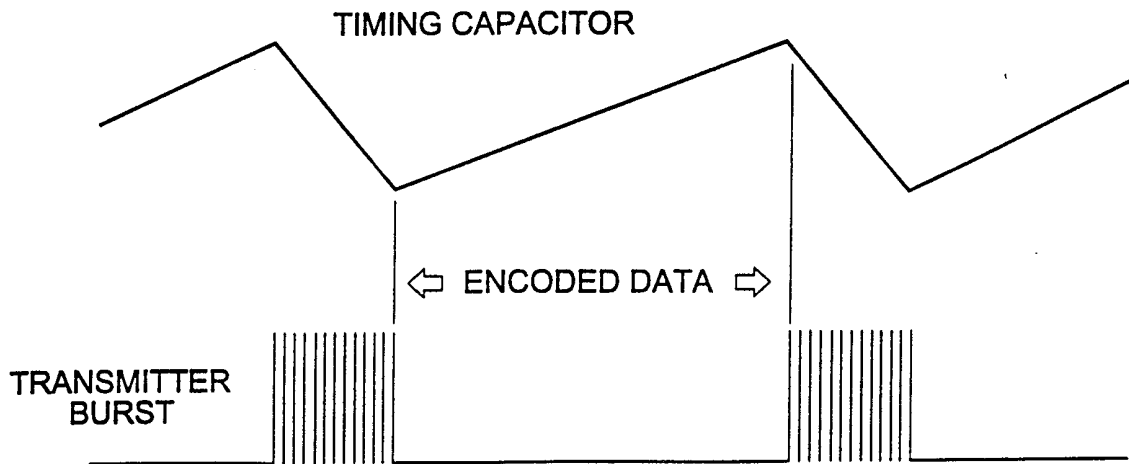 TIMING CAPACITOR
ENCODED DATA
TRANSMITTER
BURST